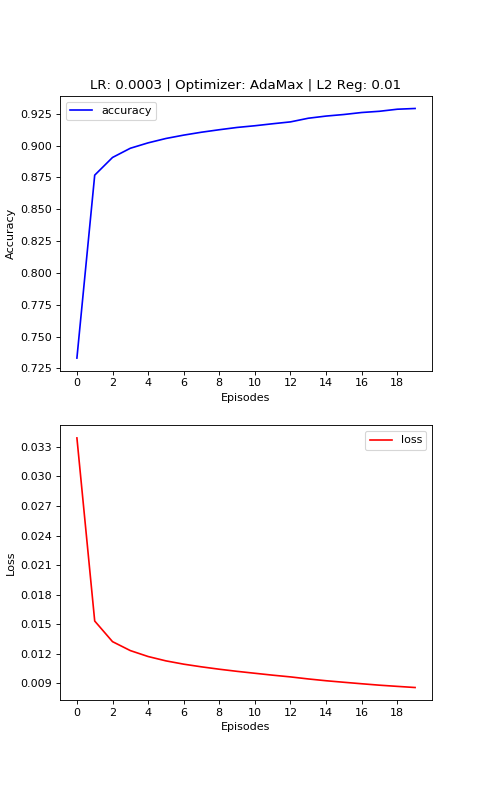 LR: 0.0003 | Optimizer: AdaMax | L2 Reg: 0.01
accuracy
0.925
0.900
0.875
0.850
0.825
0.800
0.775
0.750
0.725
Accuracy
0 2 4 6 8 10 12 14 16 18
Episodes
loss
0.033
0.030
0.027
0.024
0.021
0.018
0.015
0.012
0.009
Loss
0 2 4 6 8 10 12 14 16 18
Episodes